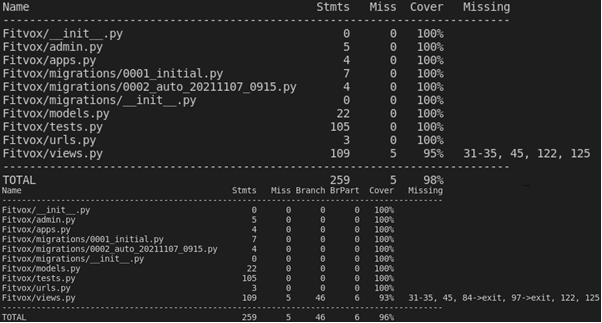 Name Stmts Miss Cover Missing
--------------------------------------------------------------------------------
Fitvox/__init__.py 0 0 100%
Fitvox/admin.py 5 0 100%
Fitvox/apps.py 4 0 100%
Fitvox/migrations/0001_initial.py 7 0 100%
Fitvox/migrations/0002_auto_20211107_0915.py 4 0 100%
Fitvox/migrations/__init__.py 0 0 100%
Fitvox/models.py 22 0 100%
Fitvox/tests.py 105 0 100%
Fitvox/urls.py 3 0 100%
Fitvox/views.py 109 5 95% 31-35, 45, 122, 125
--------------------------------------------------------------------------------
TOTAL 259 5 98%
Name Stmts Miss Branch BrPart Cover Missing
--------------------------------------------------------------------------------
Fitvox/__init__.py 0 0 0 0 100%
Fitvox/admin.py 5 0 0 0 100%
Fitvox/apps.py 4 0 0 0 100%
Fitvox/migrations/0001_initial.py 7 0 0 0 100%
Fitvox/migrations/0002_auto_20211107_0915.py 4 0 0 0 100%
Fitvox/migrations/__init__.py 0 0 0 0 100%
Fitvox/models.py 22 0 0 0 100%
Fitvox/tests.py 105 0 0 0 100%
Fitvox/urls.py 3 0 0 0 100%
Fitvox/views.py 109 5 46 6 93% 31-35, 45, 84->exit, 97->exit, 122, 125
--------------------------------------------------------------------------------
TOTAL 259 5 46 6 96%